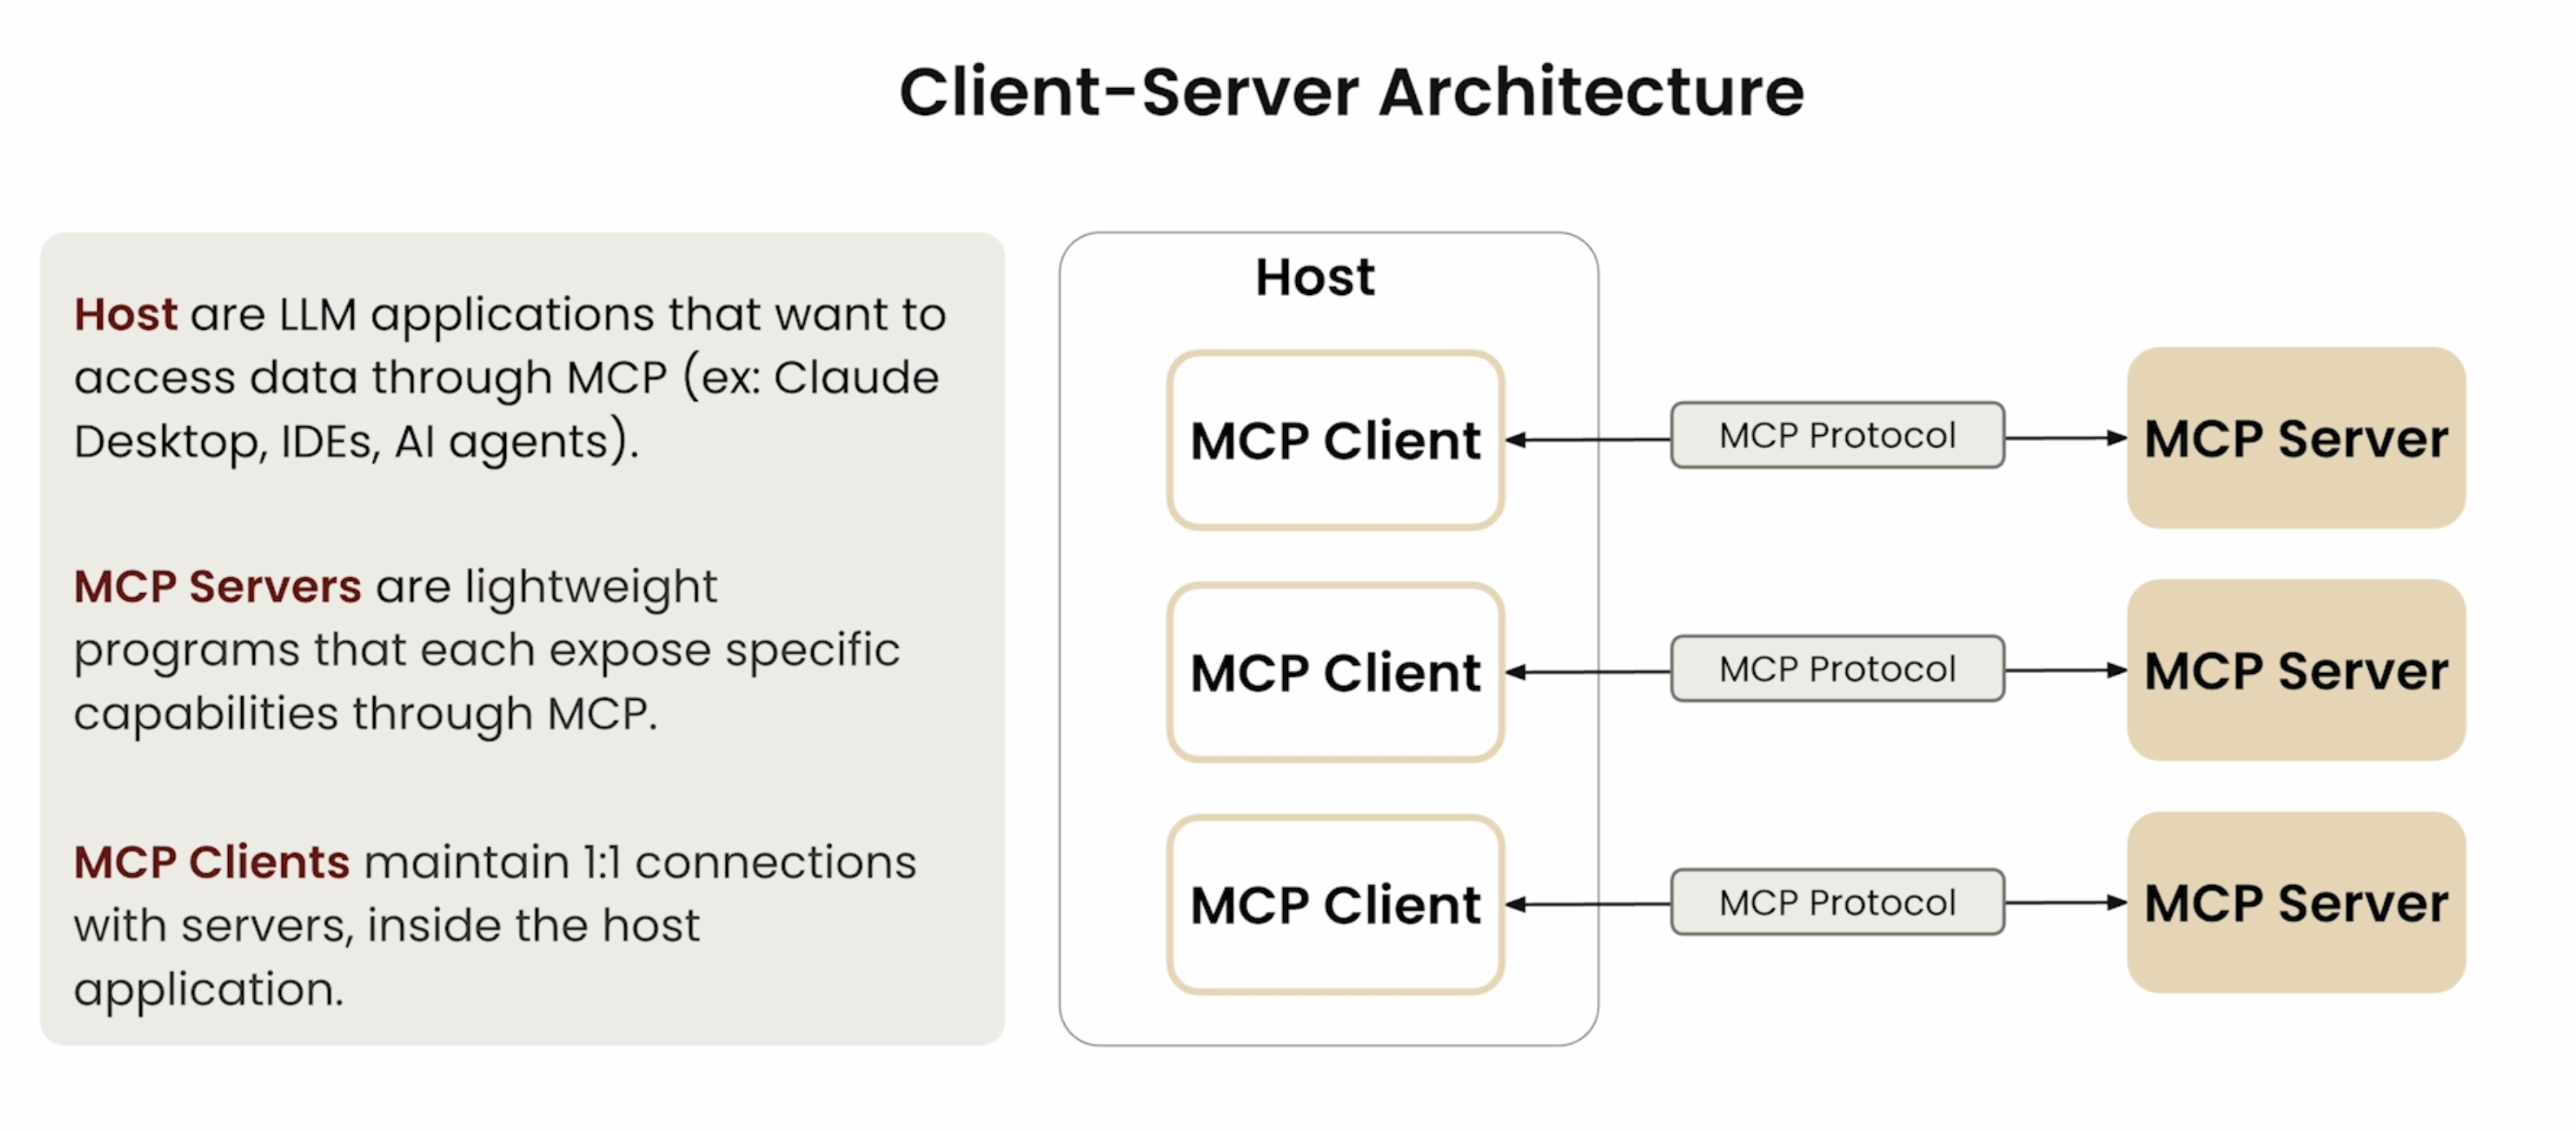 Client-Server Architecture
Host are LLM applications that want to
access data through MCP (ex: Claude
Desktop, IDEs, AI agents).
MCP Servers are lightweight
programs that each expose specific
capabilities through MCP.
MCP Clients maintain 1:1 connections
with servers, inside the host
application.
Host
MCP Client
MCP Protocol
MCP Server
MCP Client
MCP Protocol
MCP Server
MCP Client
MCP Protocol
MCP Server